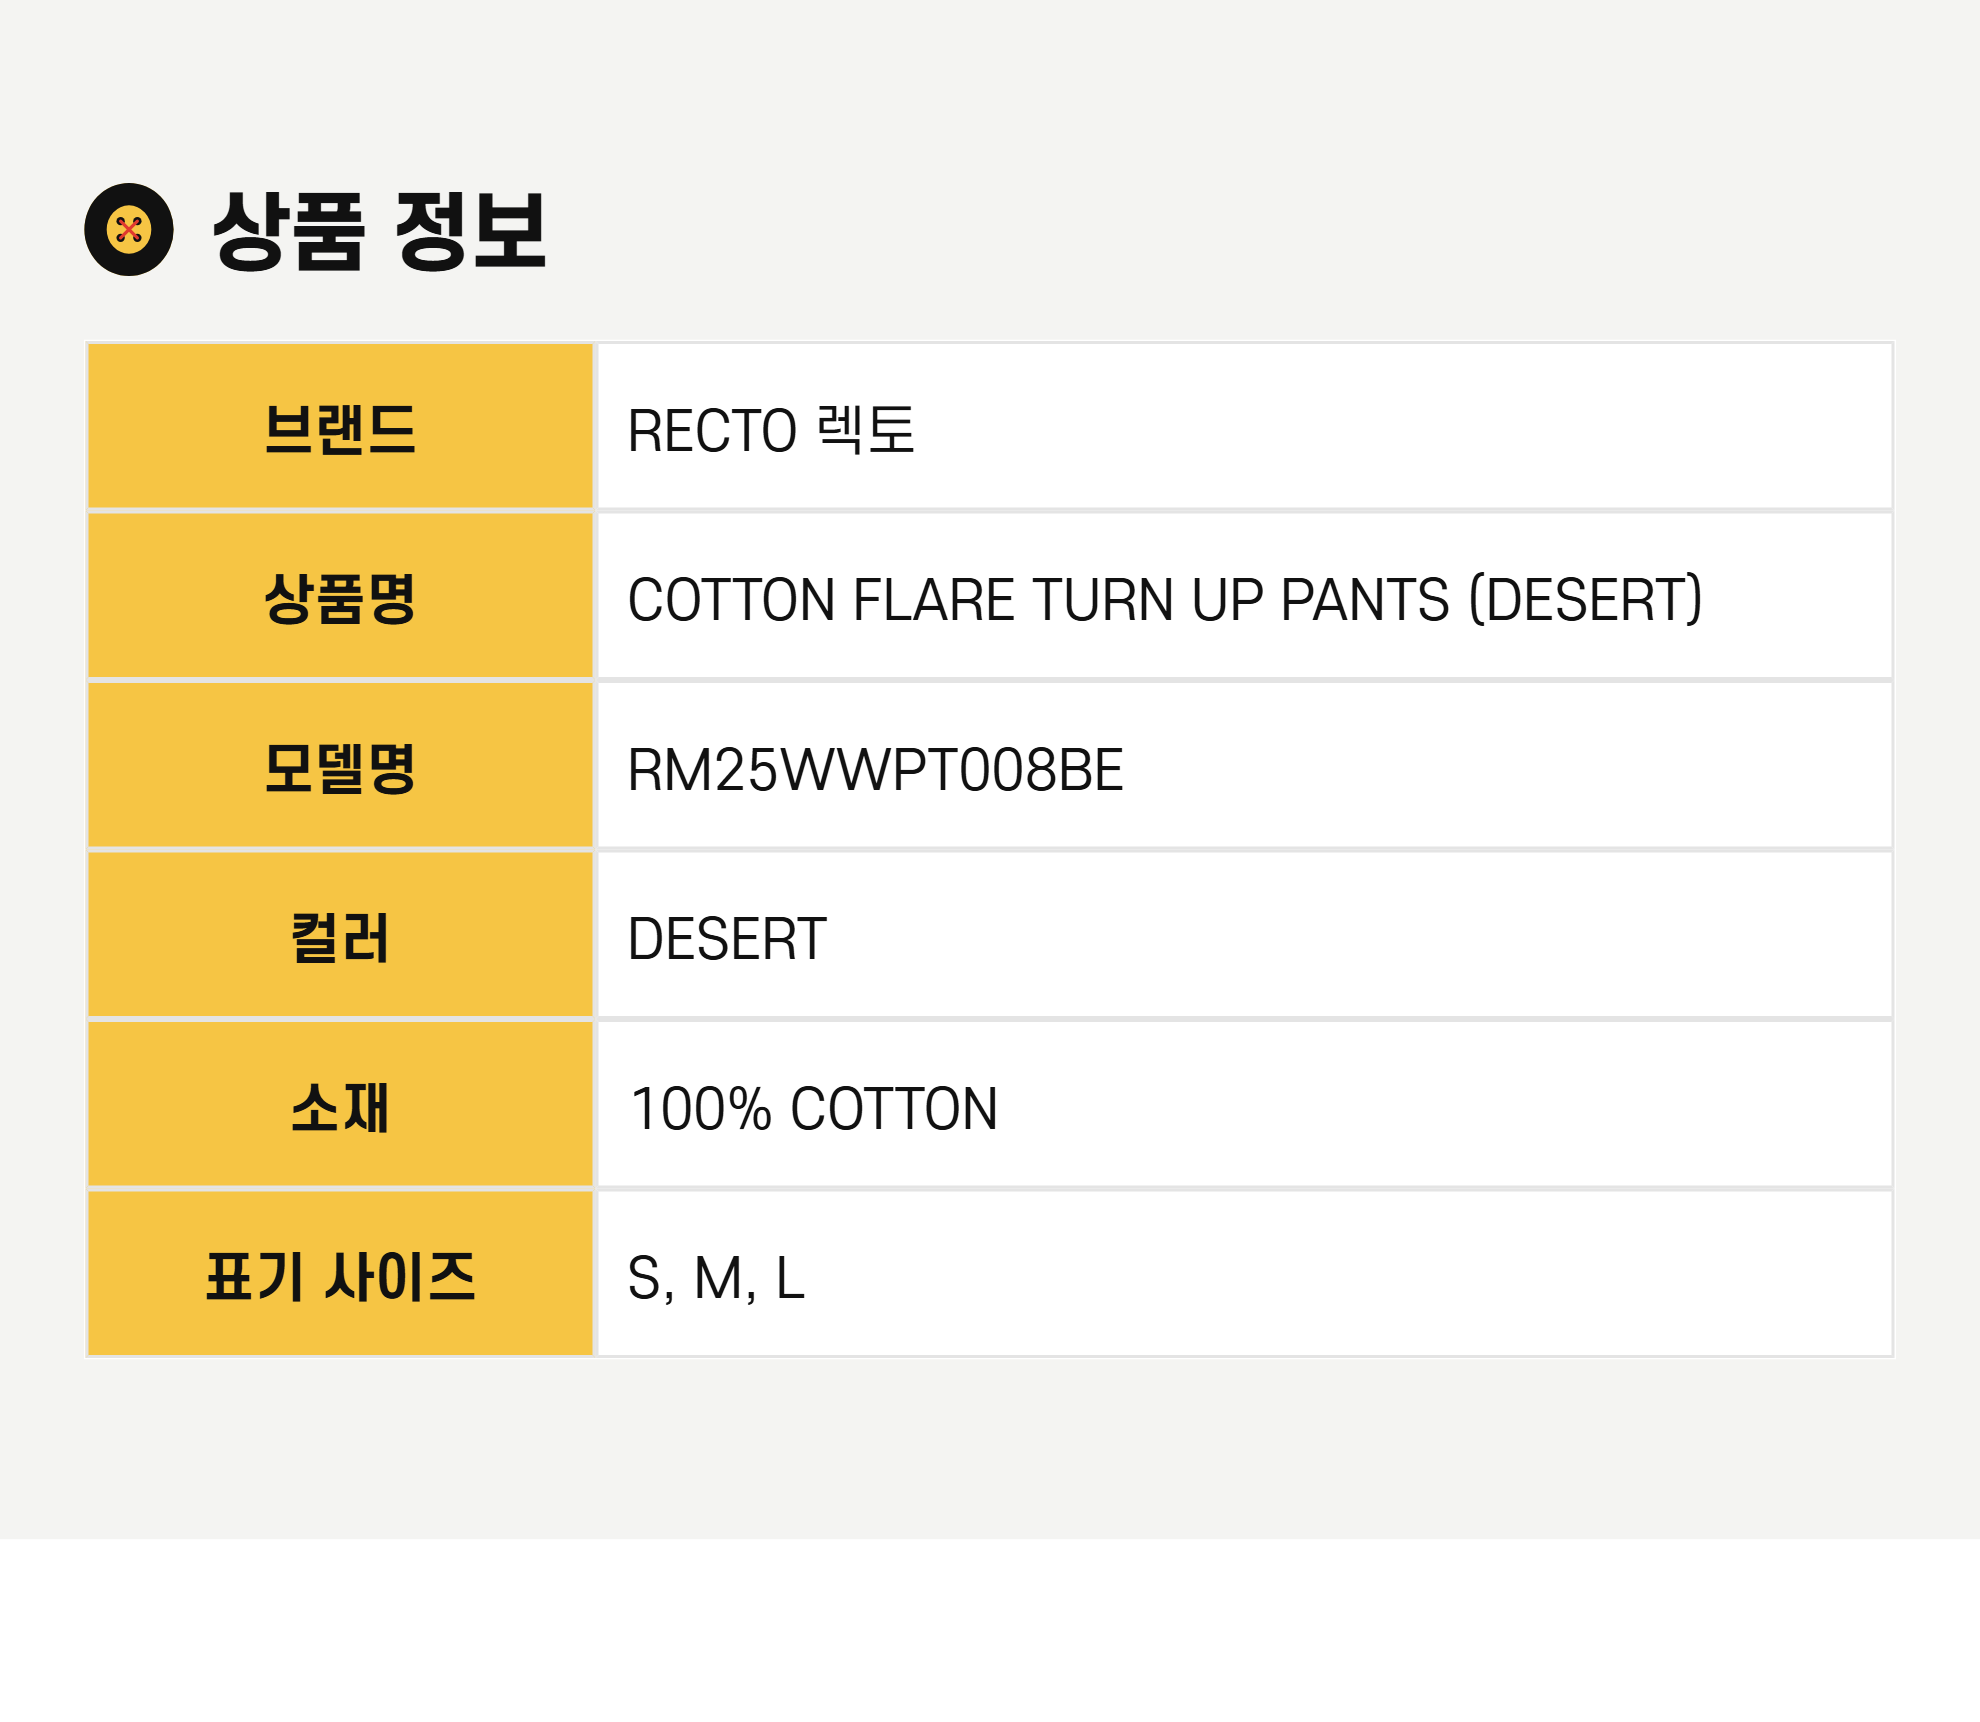 상품 정보
브랜드 RECTO 렉토
상품명 COTTON FLARE TURN UP PANTS (DESERT)
모델명 RM25WWPT008BE
컬러 DESERT
소재 100% COTTON
표기 사이즈 S, M, L